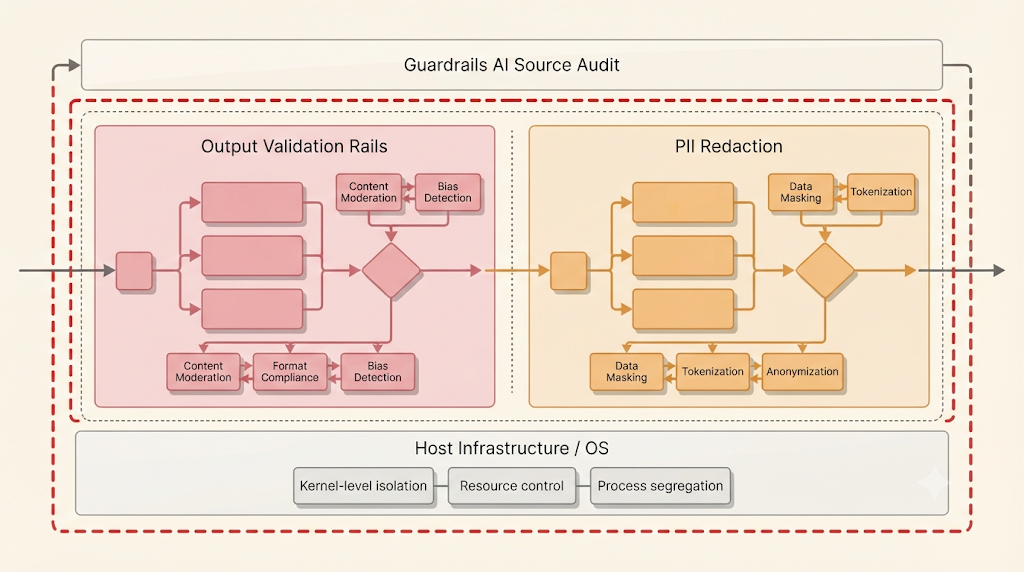 Guardrails AI Source Audit
Output Validation Rails
Content
Moderation
Bias
Detection
Content
Moderation
Format
Compliance
Bias
Detection
PII Redaction
Data
Masking
Tokenization
Data
Masking
Tokenization
Anonymization
Host Infrastructure / OS
Kernel-level isolation
Resource control
Process segregation